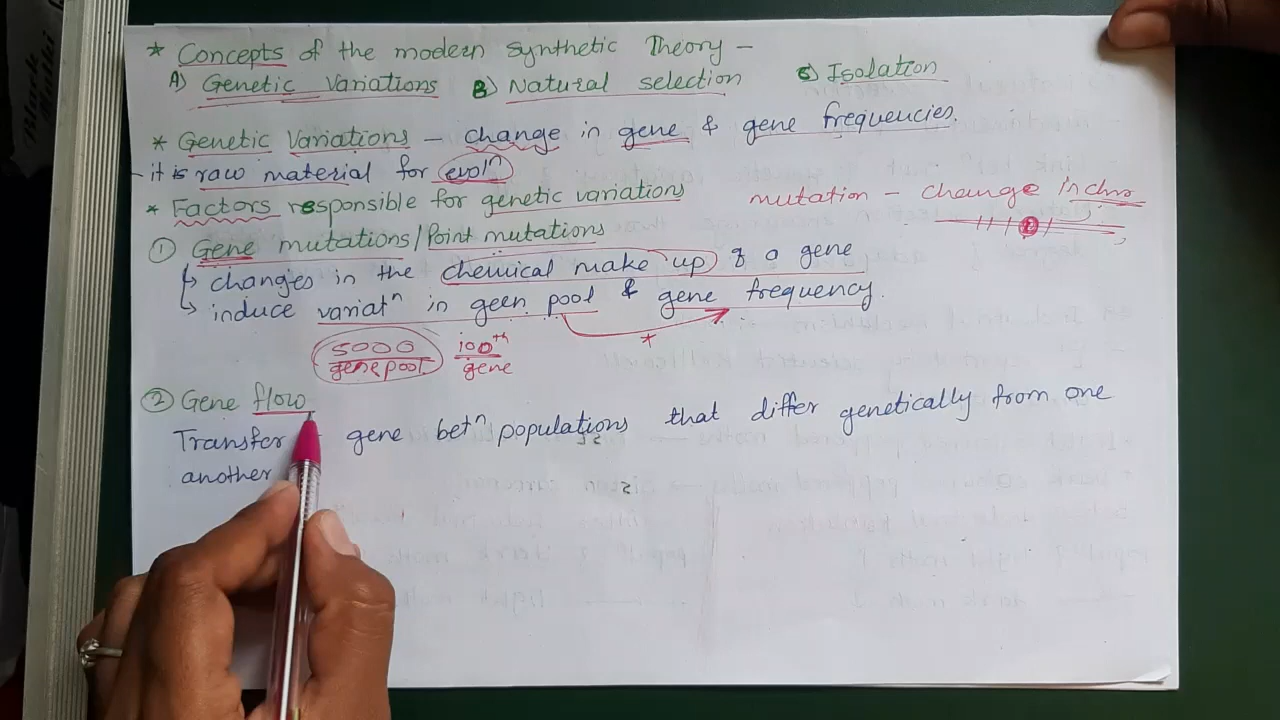 * Concepts of the modern Synthetic Theory –
A) Genetic Variations B) Natural selection C) Isolation
* Genetic Variations – change in gene & gene frequencies.
– it is raw material for evolⁿ
* Factors responsible for genetic variations
mutation – change in chro
① Gene mutations/Point mutations
↳ changes in the chemical make up of a gene
↳ induce variatⁿ in geen pool & gene frequency.
*
5000 100th
gene pool gene
② Gene flow
Transfer gene betⁿ populations that differ genetically from one
another